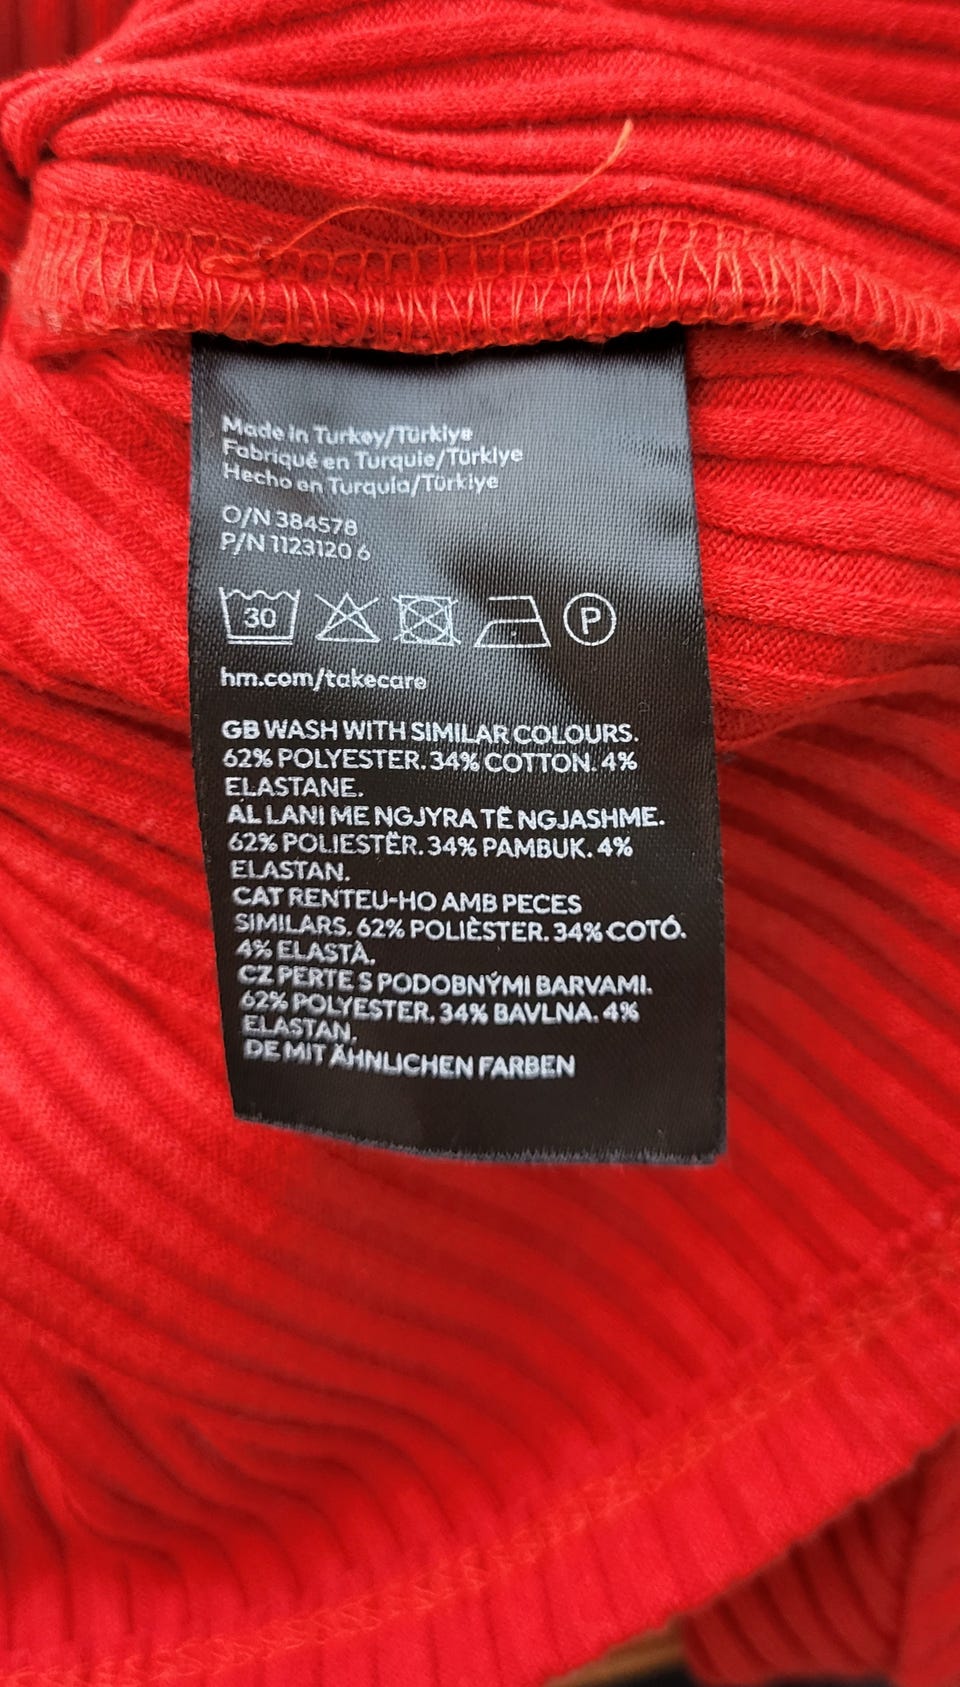 Made in Turkey/Türkiye
Fabriqué en Turquie/Türkiye
Hecho en Turquía/Türkiye
O/N 384578
P/N 1123120 6
30 P
hm.com/takecare
GB WASH WITH SIMILAR COLOURS.
62% POLYESTER. 34% COTTON. 4%
ELASTANE.
AL LANI ME NGJYRA TË NGJASHME.
62% POLIESTËR. 34% PAMBUK. 4%
ELASTAN.
CAT RENTEU-HO AMB PECES
SIMILARS. 62% POLIÈSTER. 34% COTÓ.
4% ELASTÀ.
CZ PERTE S PODOBNÝMI BARVAMI.
62% POLYESTER. 34% BAVLNA. 4%
ELASTAN.
DE MIT ÄHNLICHEN FARBEN